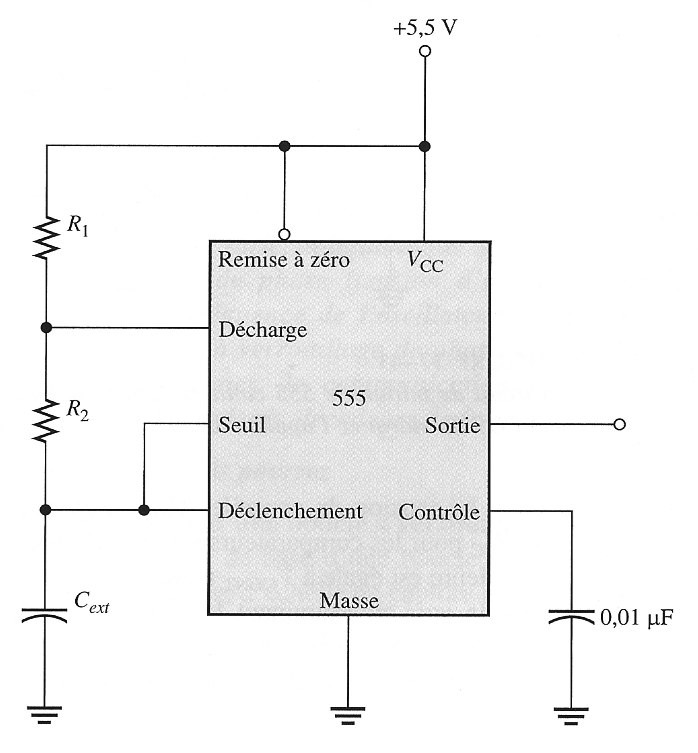 +5,5 V
R1
Remise à zéro
VCC
Décharge
R2
555
Seuil
Sortie
Déclenchement
Contrôle
Cext
Masse
0,01 µF